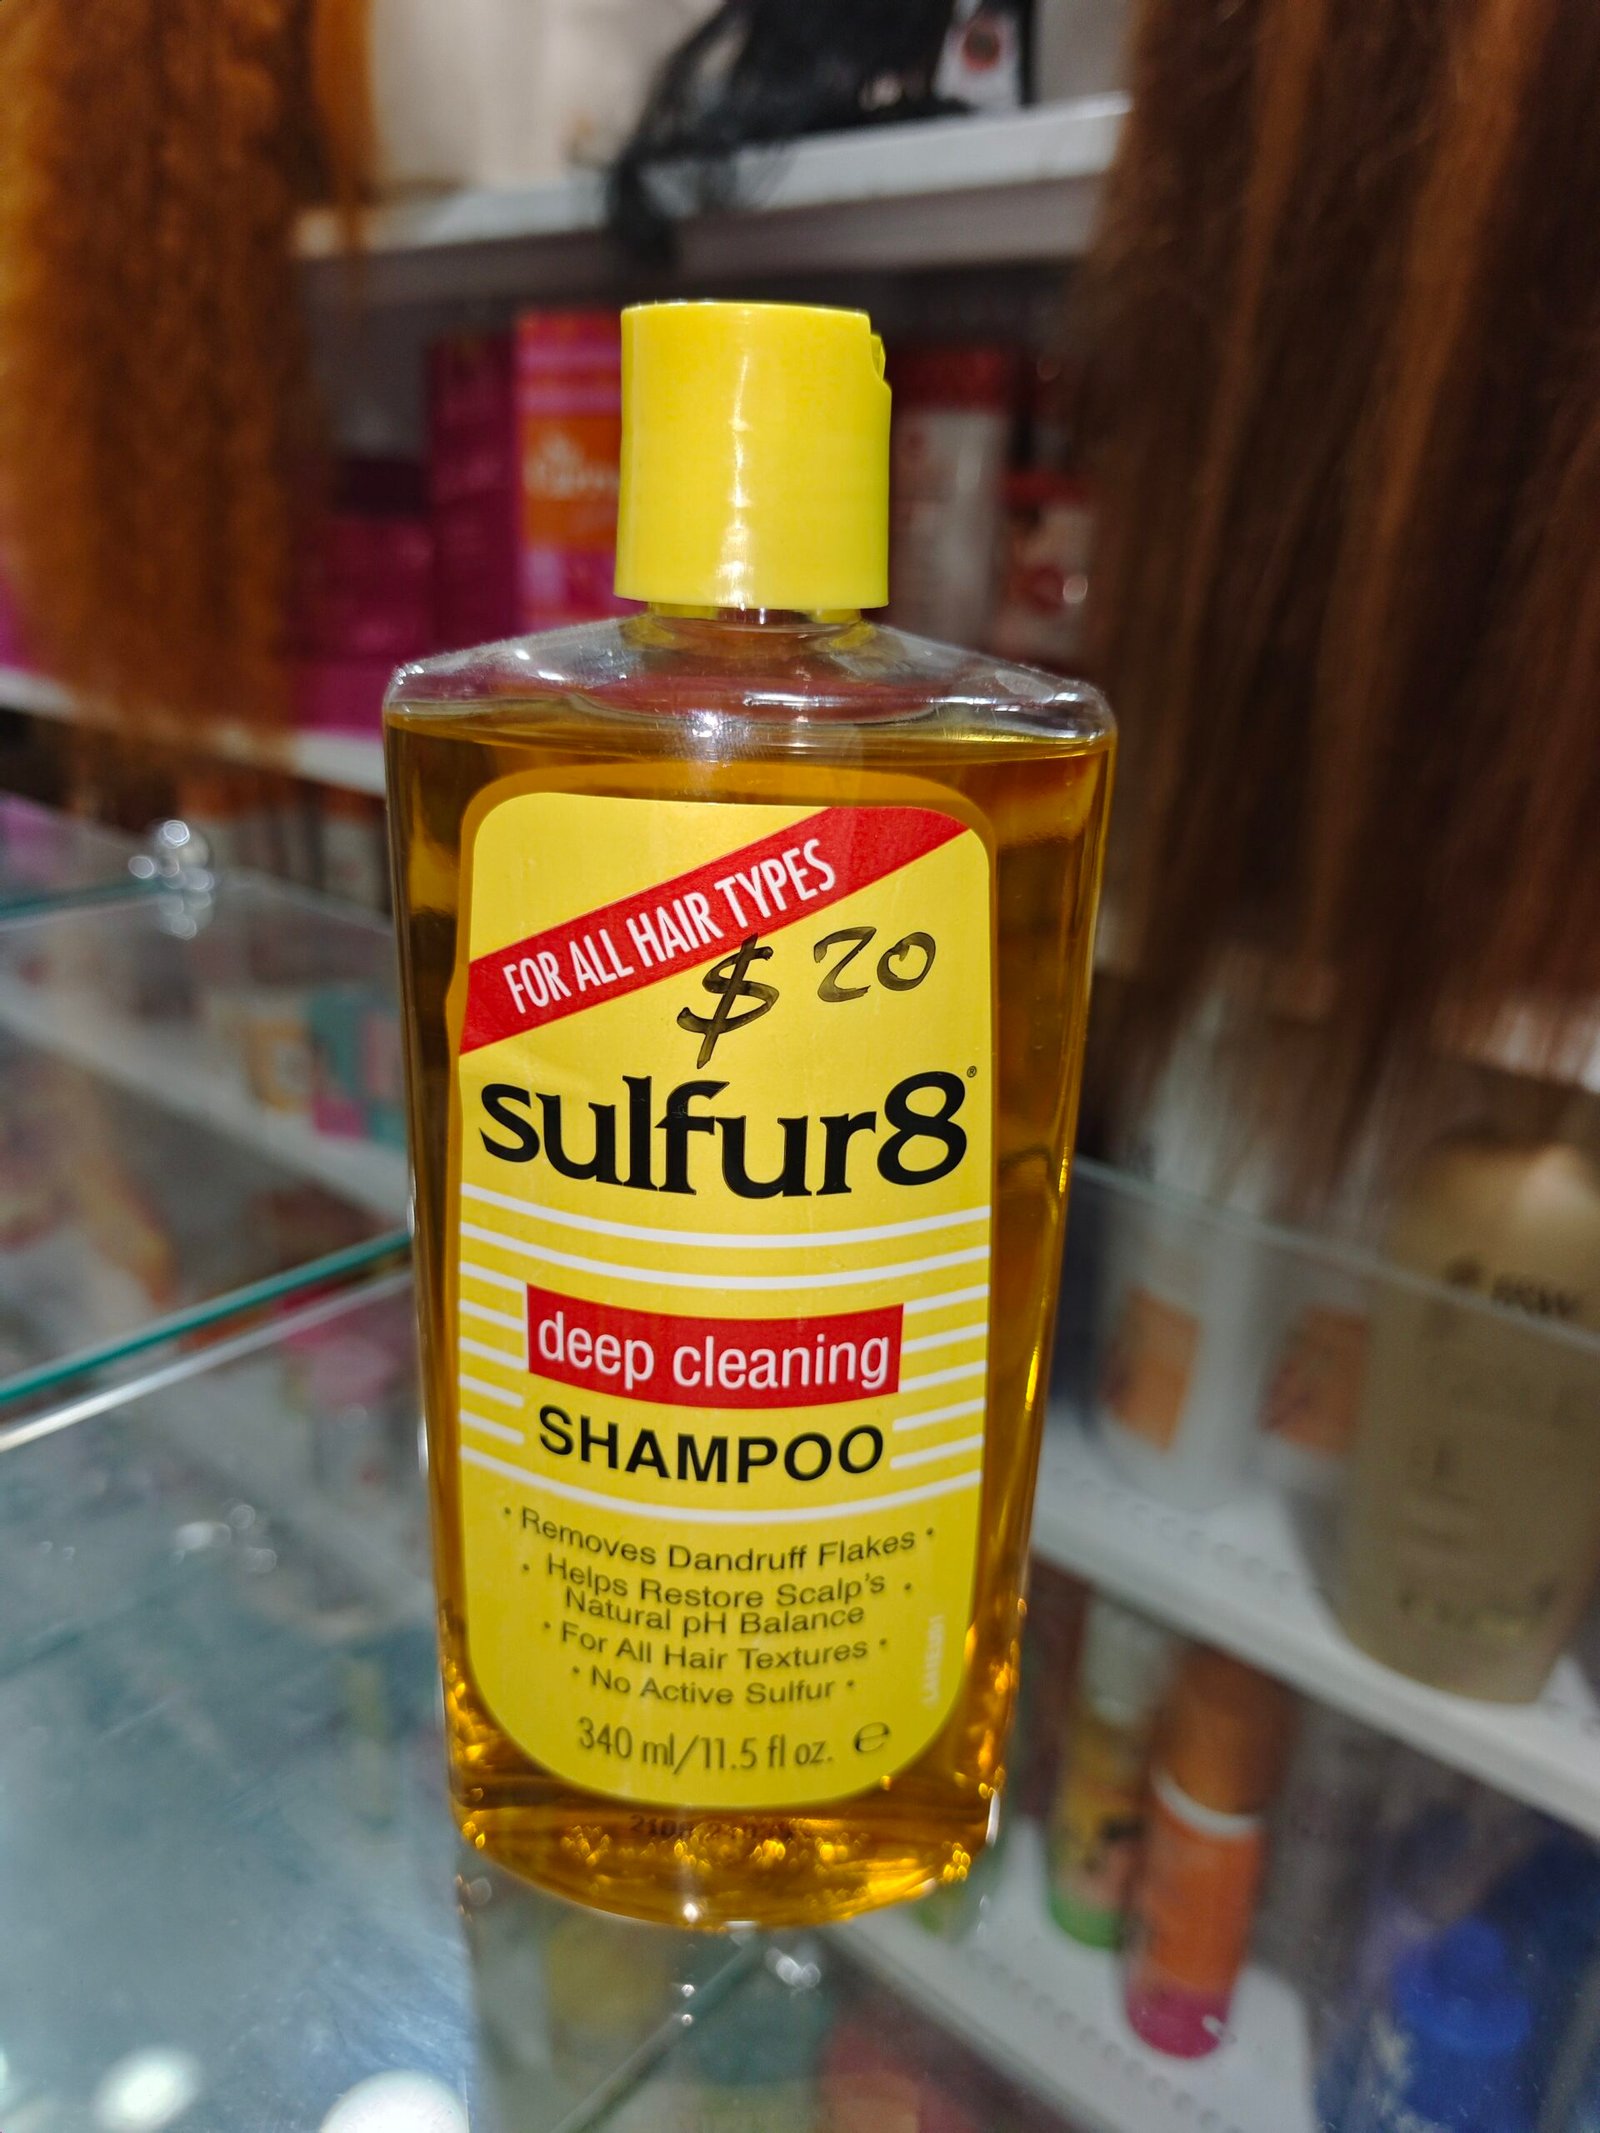 FOR ALL HAIR TYPES
$ 20
sulfur8®
deep cleaning
SHAMPOO
• Removes Dandruff Flakes •
• Helps Restore Scalp's •
Natural pH Balance
• For All Hair Textures •
• No Active Sulfur •
340 ml/11.5 fl oz. ℮